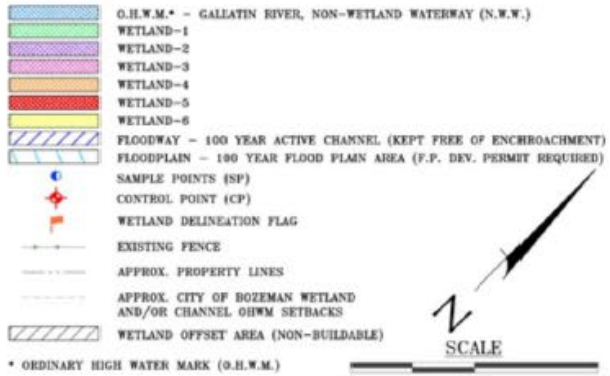 O.H.W.M.* - GALLATIN RIVER, NON-WETLAND WATERWAY (N.W.W.)
WETLAND-1
WETLAND-2
WETLAND-3
WETLAND-4
WETLAND-5
WETLAND-6
FLOODWAY - 100 YEAR ACTIVE CHANNEL (KEPT FREE OF ENCHROACHMENT)
FLOODPLAIN - 100 YEAR FLOOD PLAIN AREA (F.P. DEV. PERMIT REQUIRED)
SAMPLE POINTS (SP)
CONTROL POINT (CP)
WETLAND DELINEATION FLAG
EXISTING FENCE
APPROX. PROPERTY LINES
APPROX. CITY OF BOZEMAN WETLAND
AND/OR CHANNEL OHWM SETBACKS
WETLAND OFFSET AREA (NON-BUILDABLE)
N
SCALE
* ORDINARY HIGH WATER MARK (O.H.W.M.)